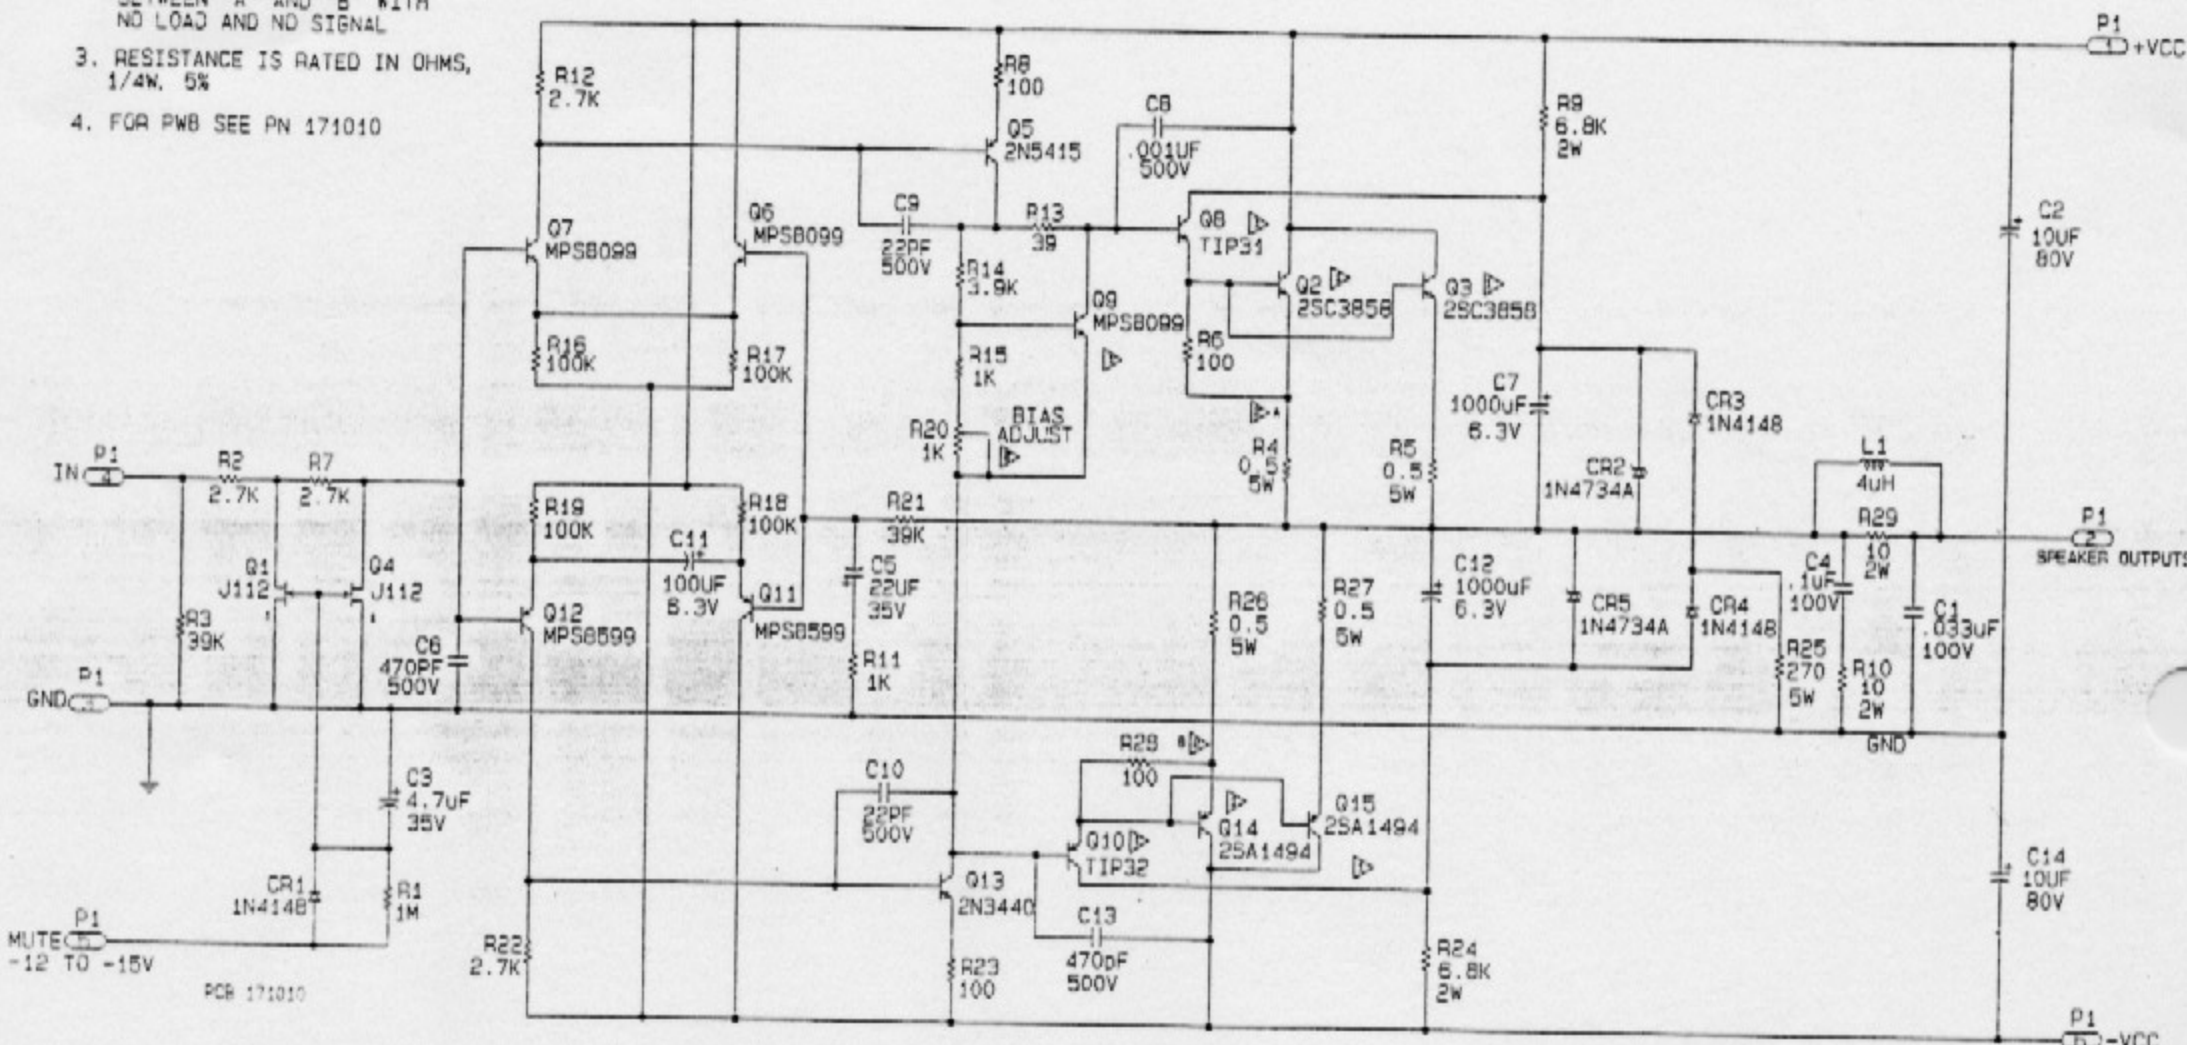 BETWEEN "A" AND "B" WITH
NO LOAD AND NO SIGNAL
3. RESISTANCE IS RATED IN OHMS,
1/4W, 5%
4. FOR PWB SEE PN 171010
R12
2.7K
R8
100
Q5
2N5415
C8
.001UF
500V
R9
6.8K
2W
P1
1
+VCC
Q7
MPS8099
Q6
MPS8099
C9
22PF
500V
R13
39
Q8
TIP31
C2
10UF
80V
R14
3.9K
Q9
MPS8099
Q2
2SC3858
Q3
2SC3858
R16
100K
R17
100K
R15
1K
R6
100
C7
1000uF
6.3V
CR3
1N4148
BIAS
ADJUST
R20
1K
A
R4
0.5
5W
R5
0.5
5W
CR2
1N4734A
L1
4uH
IN
P1
R2
2.7K
R7
2.7K
R19
100K
R18
100K
R21
39K
R29
10
2W
P1
2
SPEAKER OUTPUTS
C11
100UF
6.3V
Q1
J112
Q4
J112
C5
22UF
35V
C12
1000uF
6.3V
C4
.1uF
100V
R3
39K
Q12
MPS8599
Q11
MPS8599
R26
0.5
5W
R27
0.5
5W
CR5
1N4734A
CR4
1N4148
C1
.033uF
100V
C6
470PF
500V
R11
1K
R25
270
5W
R10
10
2W
P1
GND
GND
C3
4.7uF
35V
C10
22PF
500V
100
B
Q15
2SA1494
Q14
2SA1494
Q10
TIP32
C14
10UF
80V
CR1
1N4148
R1
1M
Q13
2N3440
C13
470pF
500V
MUTE
P1
5
-12 TO -15V
R22
2.7K
R23
100
R24
6.8K
2W
PCB 171010
P1
-VCC